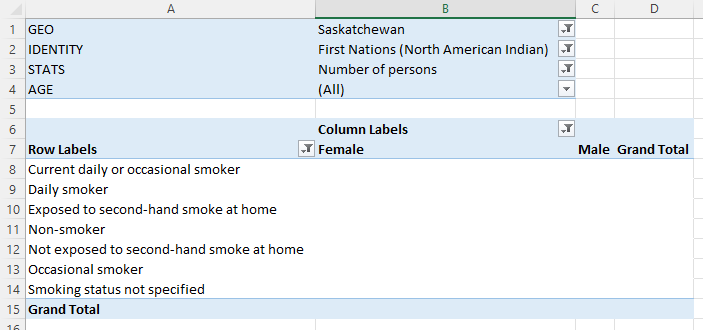 A B C D
1 GEO Saskatchewan
2 IDENTITY First Nations (North American Indian)
3 STATS Number of persons
4 AGE (All)
5
6 Column Labels
7 Row Labels Female Male Grand Total
8 Current daily or occasional smoker
9 Daily smoker
10 Exposed to second-hand smoke at home
11 Non-smoker
12 Not exposed to second-hand smoke at home
13 Occasional smoker
14 Smoking status not specified
15 Grand Total
16